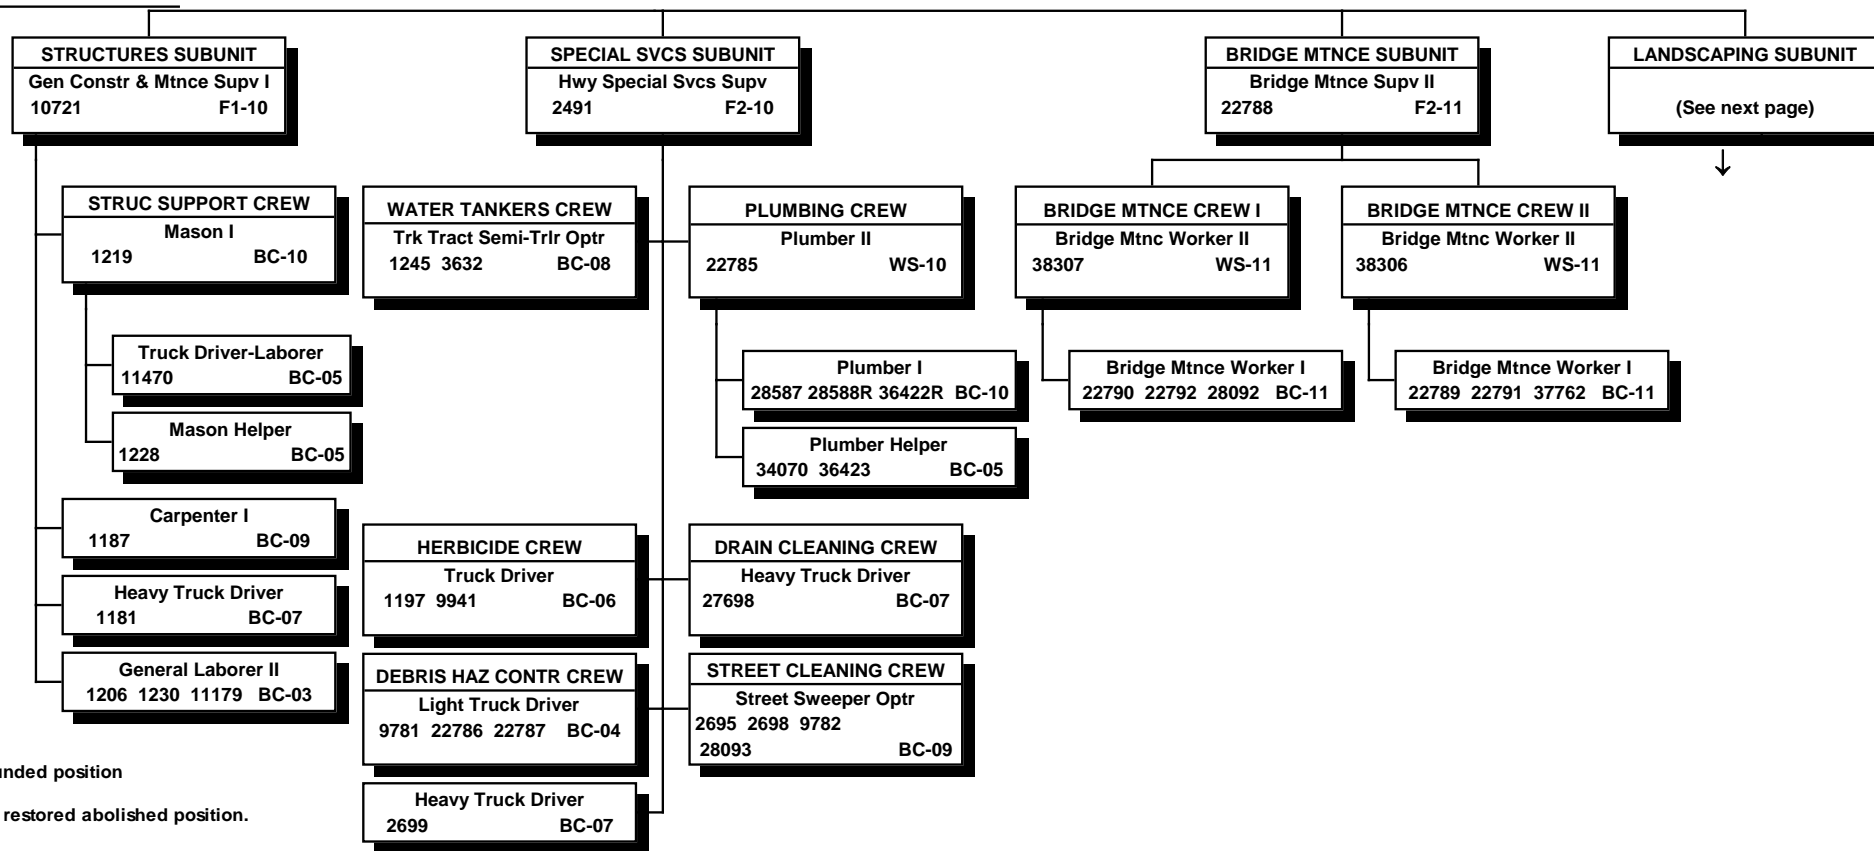 STRUCTURES SUBUNIT
Gen Constr & Mtnce Supv I
10721 F1-10
SPECIAL SVCS SUBUNIT
Hwy Special Svcs Supv
2491 F2-10
BRIDGE MTNCE SUBUNIT
Bridge Mtnce Supv II
22788 F2-11
LANDSCAPING SUBUNIT
(See next page)
↓
STRUC SUPPORT CREW
Mason I
1219 BC-10
Truck Driver-Laborer
11470 BC-05
Mason Helper
1228 BC-05
Carpenter I
1187 BC-09
Heavy Truck Driver
1181 BC-07
General Laborer II
1206 1230 11179 BC-03
WATER TANKERS CREW
Trk Tract Semi-Trlr Optr
1245 3632 BC-08
PLUMBING CREW
Plumber II
22785 WS-10
Plumber I
28587 28588R 36422R BC-10
Plumber Helper
34070 36423 BC-05
HERBICIDE CREW
Truck Driver
1197 9941 BC-06
DRAIN CLEANING CREW
Heavy Truck Driver
27698 BC-07
DEBRIS HAZ CONTR CREW
Light Truck Driver
9781 22786 22787 BC-04
STREET CLEANING CREW
Street Sweeper Optr
2695 2698 9782
28093 BC-09
Heavy Truck Driver
2699 BC-07
BRIDGE MTNCE CREW I
Bridge Mtnc Worker II
38307 WS-11
Bridge Mtnce Worker I
22790 22792 28092 BC-11
BRIDGE MTNCE CREW II
Bridge Mtnc Worker II
38306 WS-11
Bridge Mtnce Worker I
22789 22791 37762 BC-11
position
restored abolished position.